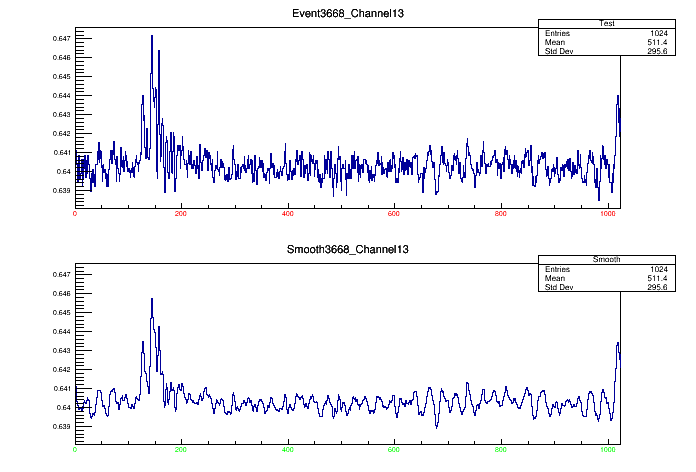 Event3668_Channel13
Test
Entries 1024
Mean 511.4
Std Dev 295.6
0.647
0.646
0.645
0.644
0.643
0.642
0.641
0.64
0.639
0 200 400 600 800 1000
Smooth3668_Channel13
Smooth
Entries 1024
Mean 511.4
Std Dev 295.6
0.647
0.646
0.645
0.644
0.643
0.642
0.641
0.64
0.639
0 200 400 600 800 1000